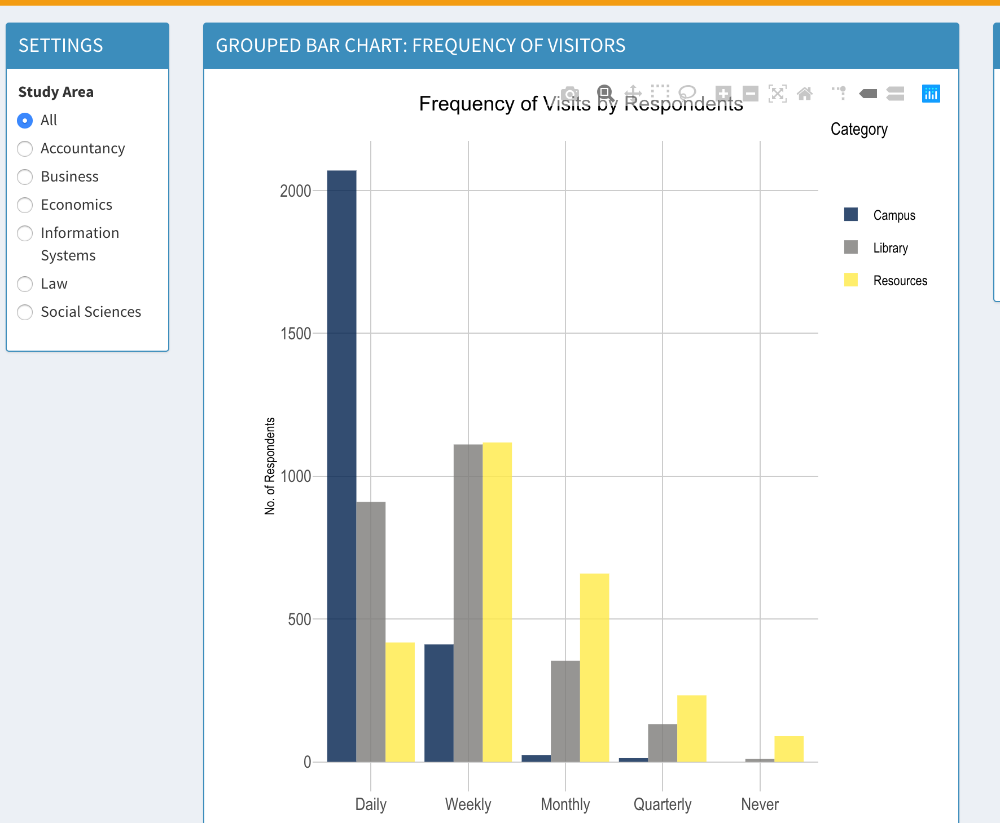 SETTINGS
Study Area
All
Accountancy
Business
Economics
Information
Systems
Law
Social Sciences
GROUPED BAR CHART: FREQUENCY OF VISITORS
Frequency of Visits by Respondents
Category
Campus
Library
Resources
No. of Respondents
2000
1500
1000
500
0
Daily
Weekly
Monthly
Quarterly
Never